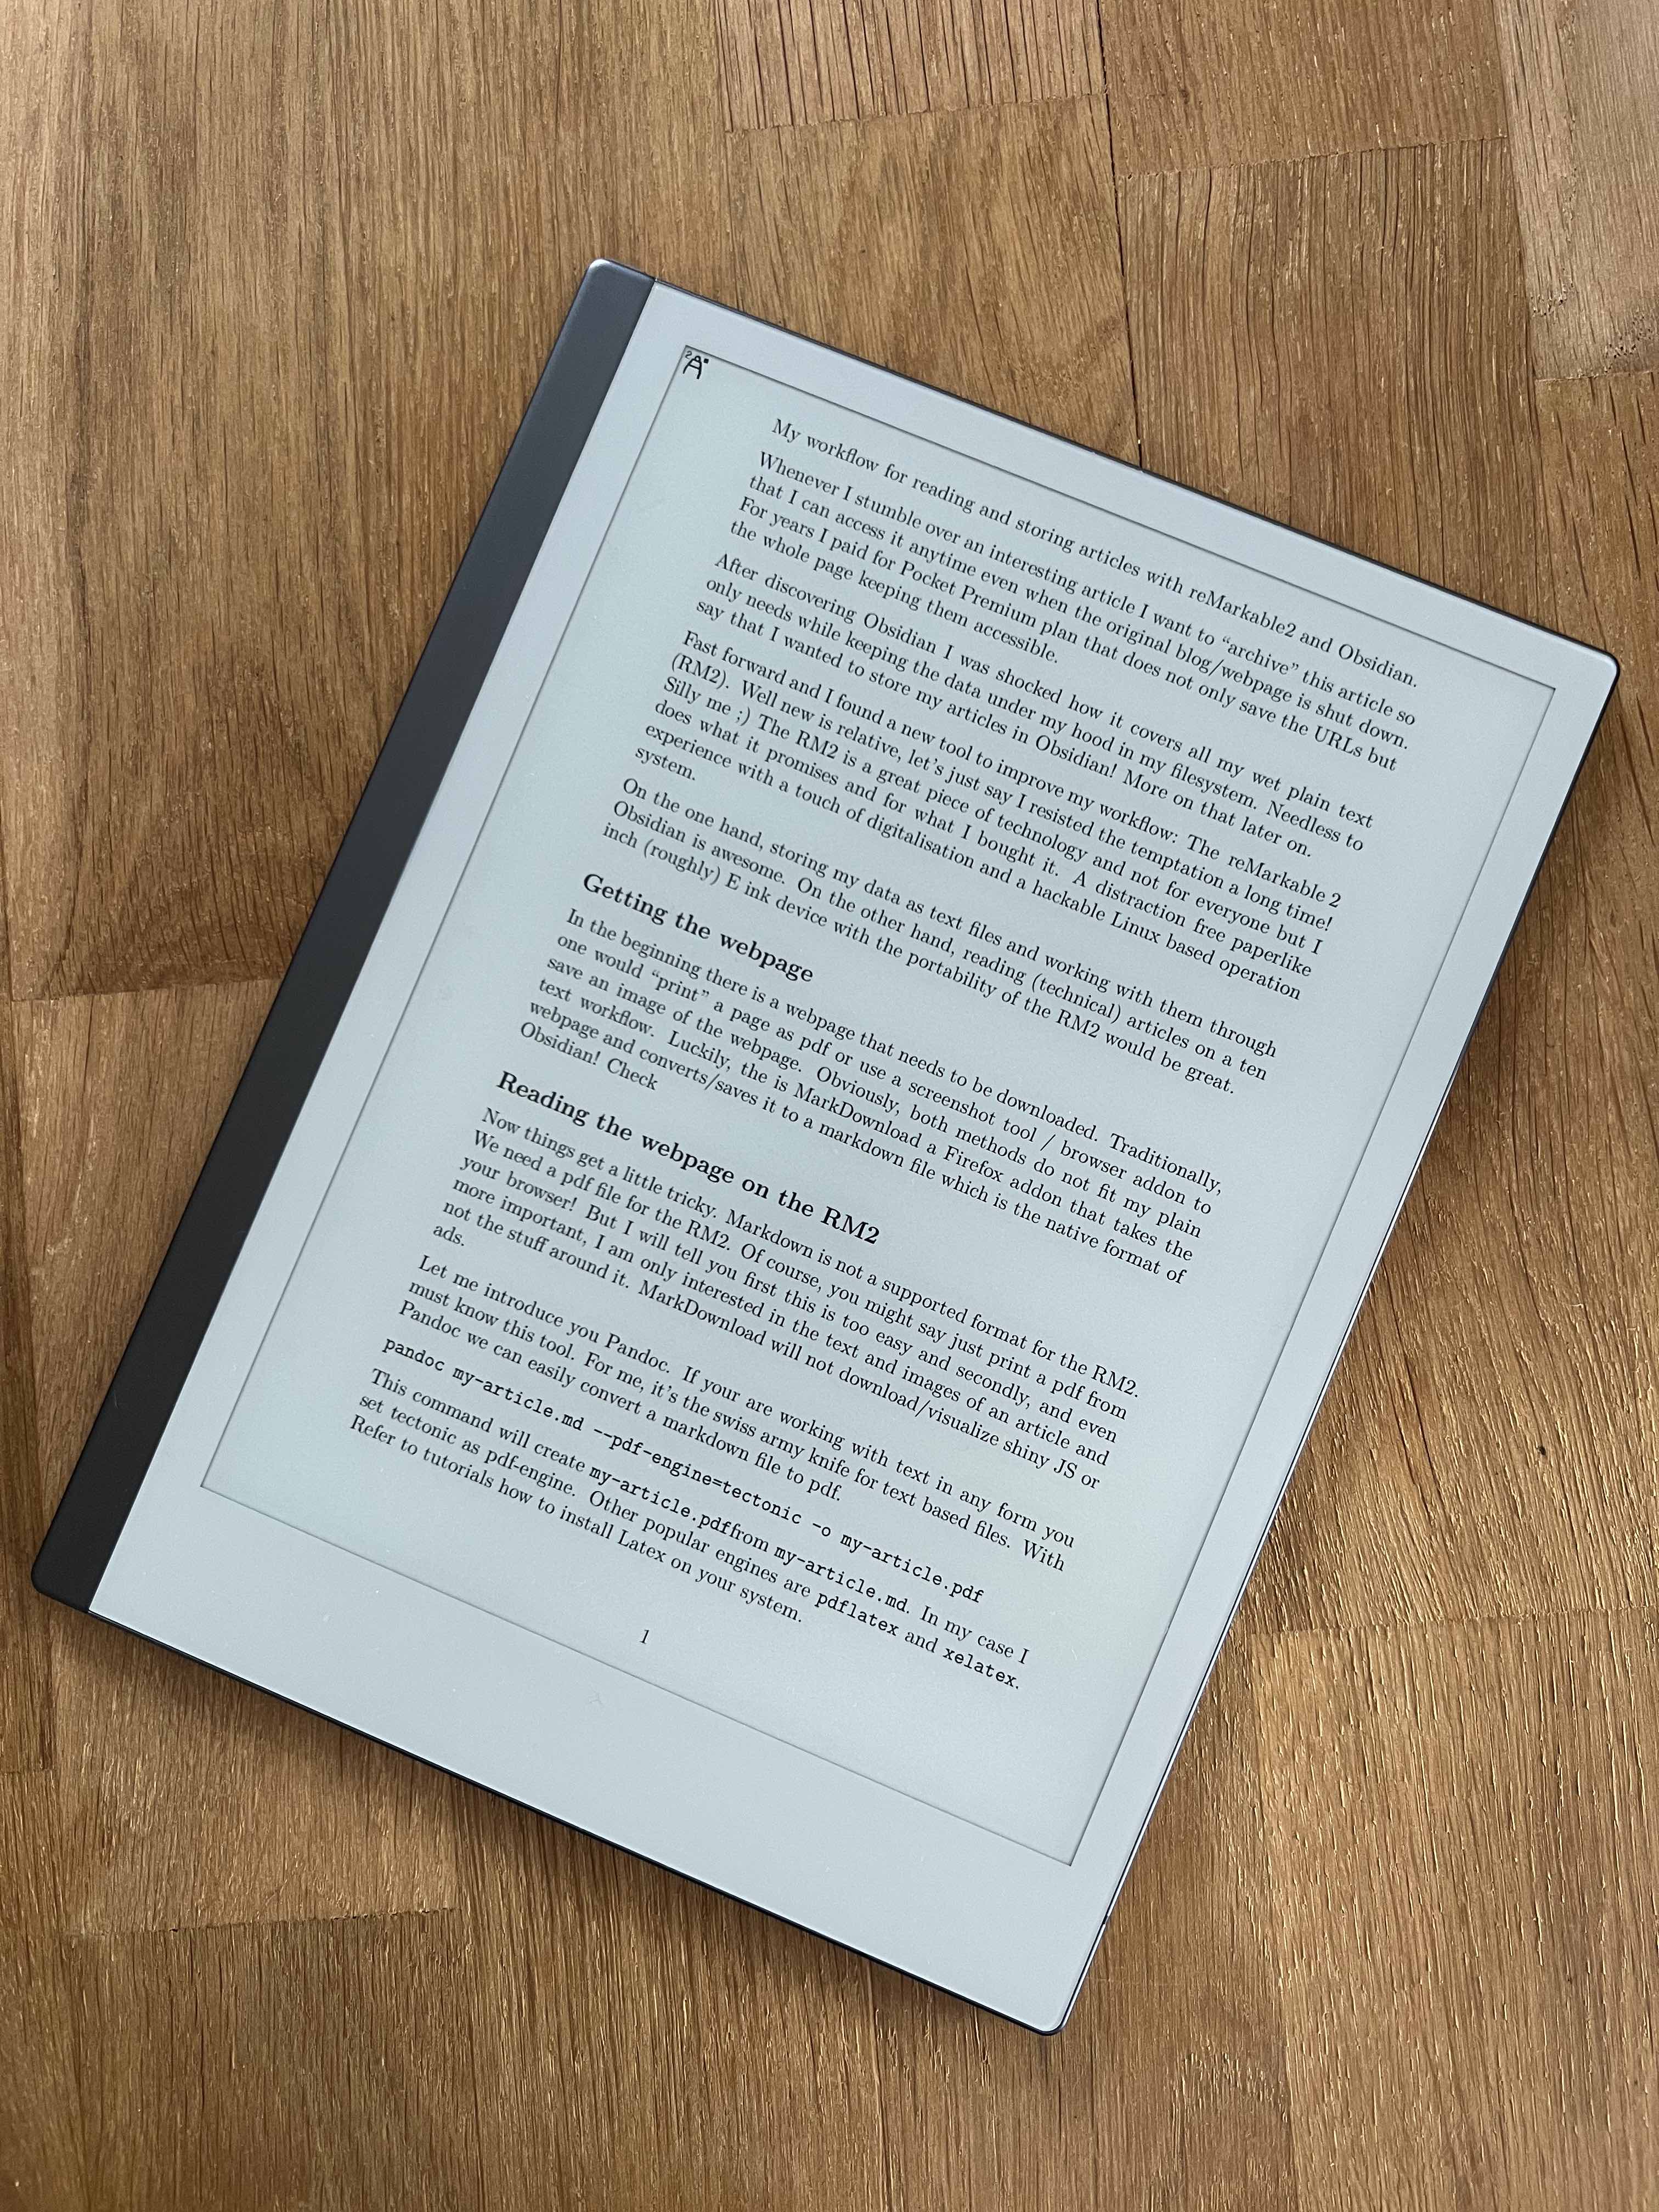 My workflow for reading and storing articles with reMarkable2 and Obsidian.
Whenever I stumble over an interesting article I want to “archive” this article so
that I can access it anytime even when the original blog/webpage is shut down.
For years I paid for Pocket Premium plan that does not only save the URLs but
the whole page keeping them accessible.
After discovering Obsidian I was shocked how it covers all my wet plain text
only needs while keeping the data under my hood in my filesystem. Needless to
say that I wanted to store my articles in Obsidian! More on that later on.
Fast forward and I found a new tool to improve my workflow: The reMarkable 2
(RM2). Well new is relative, let’s just say I resisted the temptation a long time!
Silly me ;) The RM2 is a great piece of technology and not for everyone but I
does what it promises and for what I bought it. A distraction free paperlike
experience with a touch of digitalisation and a hackable Linux based operation
system.
On the one hand, storing my data as text files and working with them through
Obsidian is awesome. On the other hand, reading (technical) articles on a ten
inch (roughly) E ink device with the portability of the RM2 would be great.
Getting the webpage
In the beginning there is a webpage that needs to be downloaded. Traditionally,
one would “print” a page as pdf or use a screenshot tool / browser addon to
save an image of the webpage. Obviously, both methods do not fit my plain
text workflow. Luckily, the is MarkDownload a Firefox addon that takes the
webpage and converts/saves it to a markdown file which is the native format of
Obsidian! Check
Reading the webpage on the RM2
Now things get a little tricky. Markdown is not a supported format for the RM2.
We need a pdf file for the RM2. Of course, you might say just print a pdf from
your browser! But I will tell you first this is too easy and secondly, and even
more important, I am only interested in the text and images of an article and
not the stuff around it. MarkDownload will not download/visualize shiny JS or
ads.
Let me introduce you Pandoc. If your are working with text in any form you
must know this tool. For me, it’s the swiss army knife for text based files. With
Pandoc we can easily convert a markdown file to pdf.
pandoc my-article.md --pdf-engine=tectonic -o my-article.pdf
This command will create my-article.pdffrom my-article.md. In my case I
set tectonic as pdf-engine. Other popular engines are pdflatex and xelatex.
Refer to tutorials how to install Latex on your system.
1